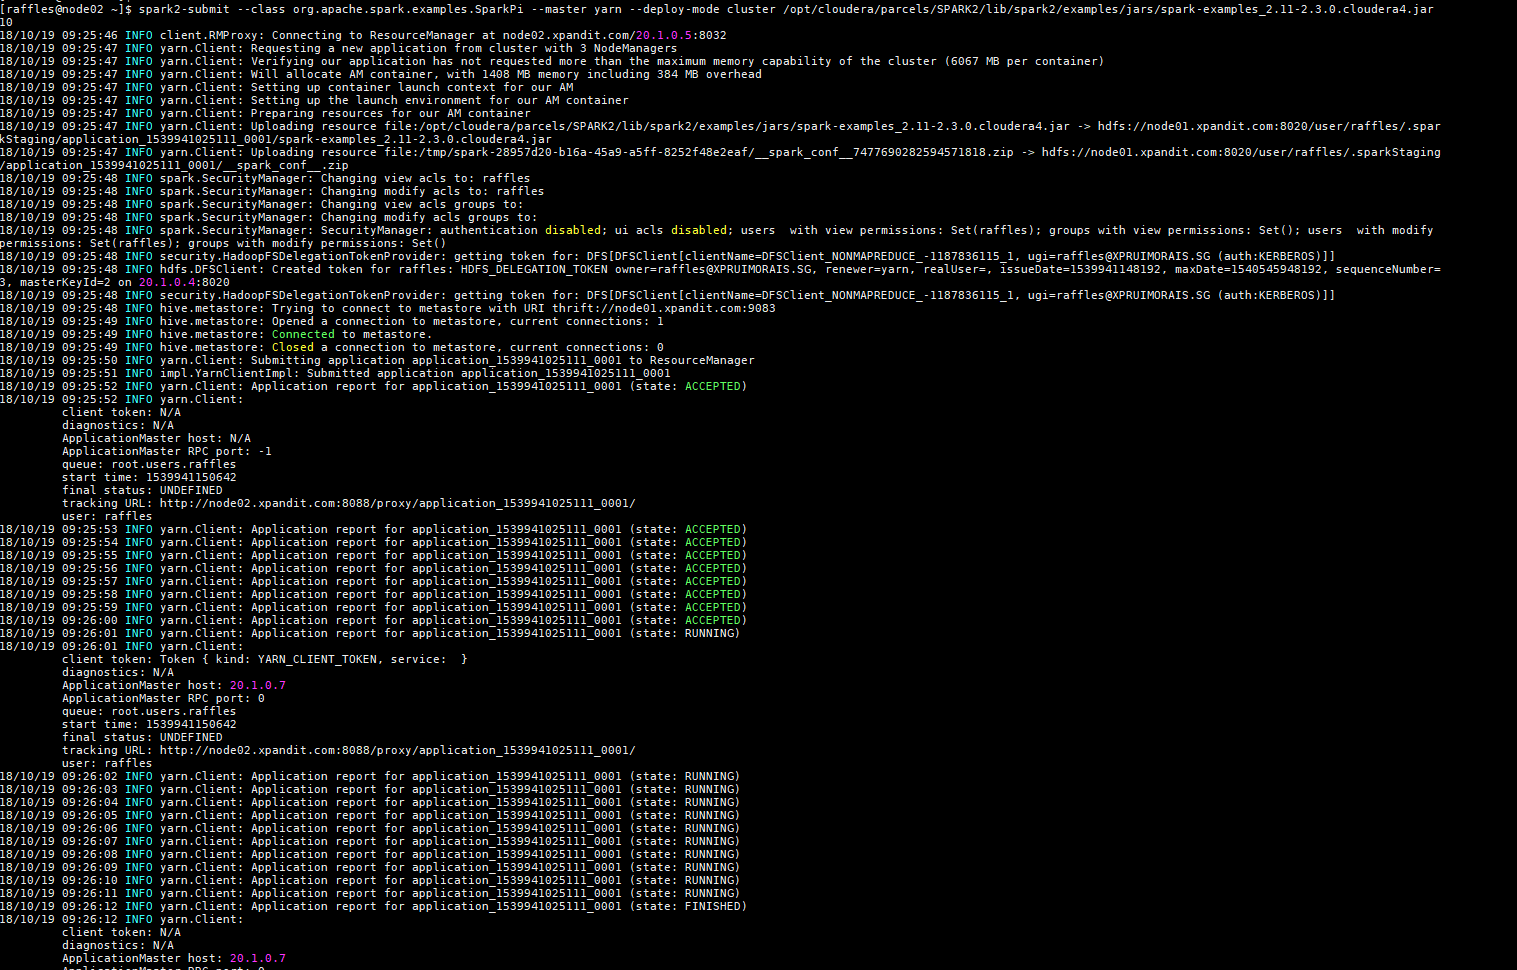 [raffles@node02 ~]$ spark2-submit --class org.apache.spark.examples.SparkPi --master yarn --deploy-mode cluster /opt/cloudera/parcels/SPARK2/lib/spark2/examples/jars/spark-examples_2.11-2.3.0.cloudera4.jar
10
18/10/19 09:25:46 INFO client.RMProxy: Connecting to ResourceManager at node02.xpandit.com/20.1.0.5:8032
18/10/19 09:25:47 INFO yarn.Client: Requesting a new application from cluster with 3 NodeManagers
18/10/19 09:25:47 INFO yarn.Client: Verifying our application has not requested more than the maximum memory capability of the cluster (6067 MB per container)
18/10/19 09:25:47 INFO yarn.Client: Will allocate AM container, with 1408 MB memory including 384 MB overhead
18/10/19 09:25:47 INFO yarn.Client: Setting up container launch context for our AM
18/10/19 09:25:47 INFO yarn.Client: Setting up the launch environment for our AM container
18/10/19 09:25:47 INFO yarn.Client: Preparing resources for our AM container
18/10/19 09:25:47 INFO yarn.Client: Uploading resource file:/opt/cloudera/parcels/SPARK2/lib/spark2/examples/jars/spark-examples_2.11-2.3.0.cloudera4.jar -> hdfs://node01.xpandit.com:8020/user/raffles/.spar
kStaging/application_1539941025111_0001/spark-examples_2.11-2.3.0.cloudera4.jar
18/10/19 09:25:47 INFO yarn.Client: Uploading resource file:/tmp/spark-28957d20-b16a-45a9-a5ff-8252f48e2eaf/__spark_conf__7477690282594571818.zip -> hdfs://node01.xpandit.com:8020/user/raffles/.sparkStaging
/application_1539941025111_0001/__spark_conf__.zip
18/10/19 09:25:48 INFO spark.SecurityManager: Changing view acls to: raffles
18/10/19 09:25:48 INFO spark.SecurityManager: Changing modify acls to: raffles
18/10/19 09:25:48 INFO spark.SecurityManager: Changing view acls groups to:
18/10/19 09:25:48 INFO spark.SecurityManager: Changing modify acls groups to:
18/10/19 09:25:48 INFO spark.SecurityManager: SecurityManager: authentication disabled; ui acls disabled; users  with view permissions: Set(raffles); groups with view permissions: Set(); users  with modify
permissions: Set(raffles); groups with modify permissions: Set()
18/10/19 09:25:48 INFO security.HadoopFSDelegationTokenProvider: getting token for: DFS[DFSClient[clientName=DFSClient_NONMAPREDUCE_-1187836115_1, ugi=raffles@XPRUIMORAIS.SG (auth:KERBEROS)]]
18/10/19 09:25:48 INFO hdfs.DFSClient: Created token for raffles: HDFS_DELEGATION_TOKEN owner=raffles@XPRUIMORAIS.SG, renewer=yarn, realUser=, issueDate=1539941148192, maxDate=1540545948192, sequenceNumber=
3, masterKeyId=2 on 20.1.0.4:8020
18/10/19 09:25:48 INFO security.HadoopFSDelegationTokenProvider: getting token for: DFS[DFSClient[clientName=DFSClient_NONMAPREDUCE_-1187836115_1, ugi=raffles@XPRUIMORAIS.SG (auth:KERBEROS)]]
18/10/19 09:25:48 INFO hive.metastore: Trying to connect to metastore with URI thrift://node01.xpandit.com:9083
18/10/19 09:25:49 INFO hive.metastore: Opened a connection to metastore, current connections: 1
18/10/19 09:25:49 INFO hive.metastore: Connected to metastore.
18/10/19 09:25:49 INFO hive.metastore: Closed a connection to metastore, current connections: 0
18/10/19 09:25:50 INFO yarn.Client: Submitting application application_1539941025111_0001 to ResourceManager
18/10/19 09:25:51 INFO impl.YarnClientImpl: Submitted application application_1539941025111_0001
18/10/19 09:25:52 INFO yarn.Client: Application report for application_1539941025111_0001 (state: ACCEPTED)
18/10/19 09:25:52 INFO yarn.Client:
client token: N/A
diagnostics: N/A
ApplicationMaster host: N/A
ApplicationMaster RPC port: -1
queue: root.users.raffles
start time: 1539941150642
final status: UNDEFINED
tracking URL: http://node02.xpandit.com:8088/proxy/application_1539941025111_0001/
user: raffles
18/10/19 09:25:53 INFO yarn.Client: Application report for application_1539941025111_0001 (state: ACCEPTED)
18/10/19 09:25:54 INFO yarn.Client: Application report for application_1539941025111_0001 (state: ACCEPTED)
18/10/19 09:25:55 INFO yarn.Client: Application report for application_1539941025111_0001 (state: ACCEPTED)
18/10/19 09:25:56 INFO yarn.Client: Application report for application_1539941025111_0001 (state: ACCEPTED)
18/10/19 09:25:57 INFO yarn.Client: Application report for application_1539941025111_0001 (state: ACCEPTED)
18/10/19 09:25:58 INFO yarn.Client: Application report for application_1539941025111_0001 (state: ACCEPTED)
18/10/19 09:25:59 INFO yarn.Client: Application report for application_1539941025111_0001 (state: ACCEPTED)
18/10/19 09:26:00 INFO yarn.Client: Application report for application_1539941025111_0001 (state: ACCEPTED)
18/10/19 09:26:01 INFO yarn.Client: Application report for application_1539941025111_0001 (state: RUNNING)
18/10/19 09:26:01 INFO yarn.Client:
client token: Token { kind: YARN_CLIENT_TOKEN, service:  }
diagnostics: N/A
ApplicationMaster host: 20.1.0.7
ApplicationMaster RPC port: 0
queue: root.users.raffles
start time: 1539941150642
final status: UNDEFINED
tracking URL: http://node02.xpandit.com:8088/proxy/application_1539941025111_0001/
user: raffles
18/10/19 09:26:02 INFO yarn.Client: Application report for application_1539941025111_0001 (state: RUNNING)
18/10/19 09:26:03 INFO yarn.Client: Application report for application_1539941025111_0001 (state: RUNNING)
18/10/19 09:26:04 INFO yarn.Client: Application report for application_1539941025111_0001 (state: RUNNING)
18/10/19 09:26:05 INFO yarn.Client: Application report for application_1539941025111_0001 (state: RUNNING)
18/10/19 09:26:06 INFO yarn.Client: Application report for application_1539941025111_0001 (state: RUNNING)
18/10/19 09:26:07 INFO yarn.Client: Application report for application_1539941025111_0001 (state: RUNNING)
18/10/19 09:26:08 INFO yarn.Client: Application report for application_1539941025111_0001 (state: RUNNING)
18/10/19 09:26:09 INFO yarn.Client: Application report for application_1539941025111_0001 (state: RUNNING)
18/10/19 09:26:10 INFO yarn.Client: Application report for application_1539941025111_0001 (state: RUNNING)
18/10/19 09:26:11 INFO yarn.Client: Application report for application_1539941025111_0001 (state: RUNNING)
18/10/19 09:26:12 INFO yarn.Client: Application report for application_1539941025111_0001 (state: FINISHED)
18/10/19 09:26:12 INFO yarn.Client:
client token: N/A
diagnostics: N/A
ApplicationMaster host: 20.1.0.7